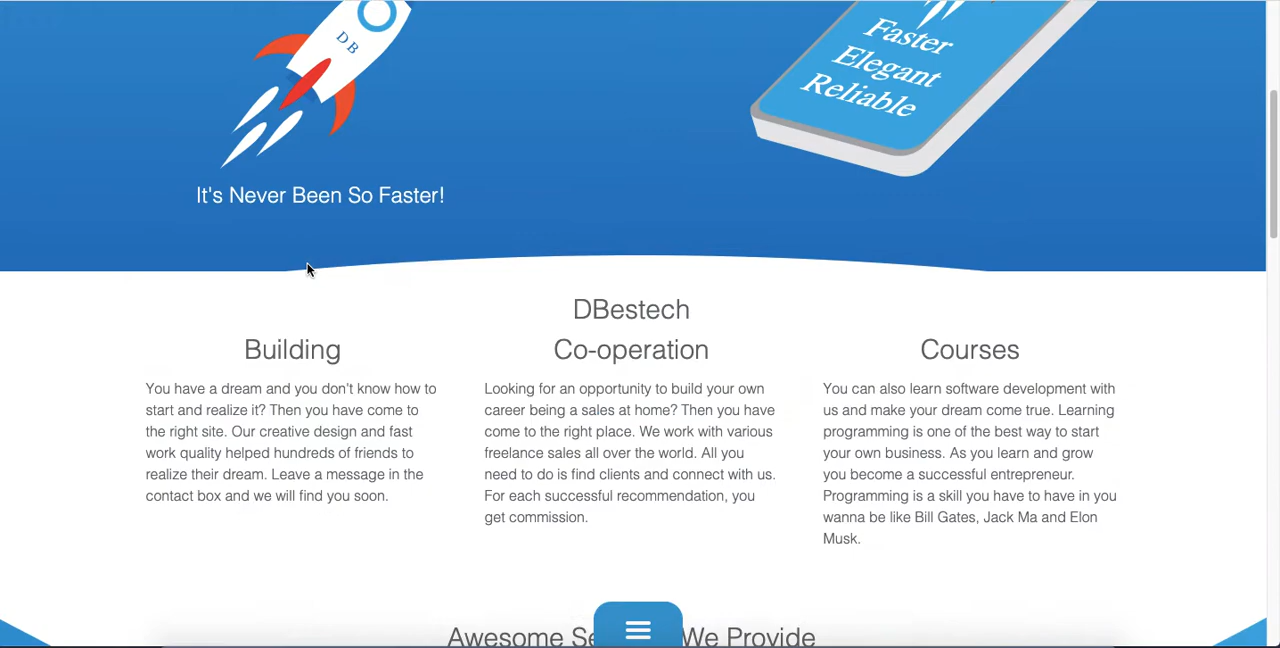 DB
Faster
Elegant
Reliable
It's Never Been So Faster!
DBestech
Building
You have a dream and you don't know how to
start and realize it? Then you have come to
the right site. Our creative design and fast
work quality helped hundreds of friends to
realize their dream. Leave a message in the
contact box and we will find you soon.
Co-operation
Looking for an opportunity to build your own
career being a sales at home? Then you have
come to the right place. We work with various
freelance sales all over the world. All you
need to do is find clients and connect with us.
For each successful recommendation, you
get commission.
Courses
You can also learn software development with
us and make your dream come true. Learning
programming is one of the best way to start
your own business. As you learn and grow
you become a successful entrepreneur.
Programming is a skill you have to have in you
wanna be like Bill Gates, Jack Ma and Elon
Musk.
Awesome Se We Provide